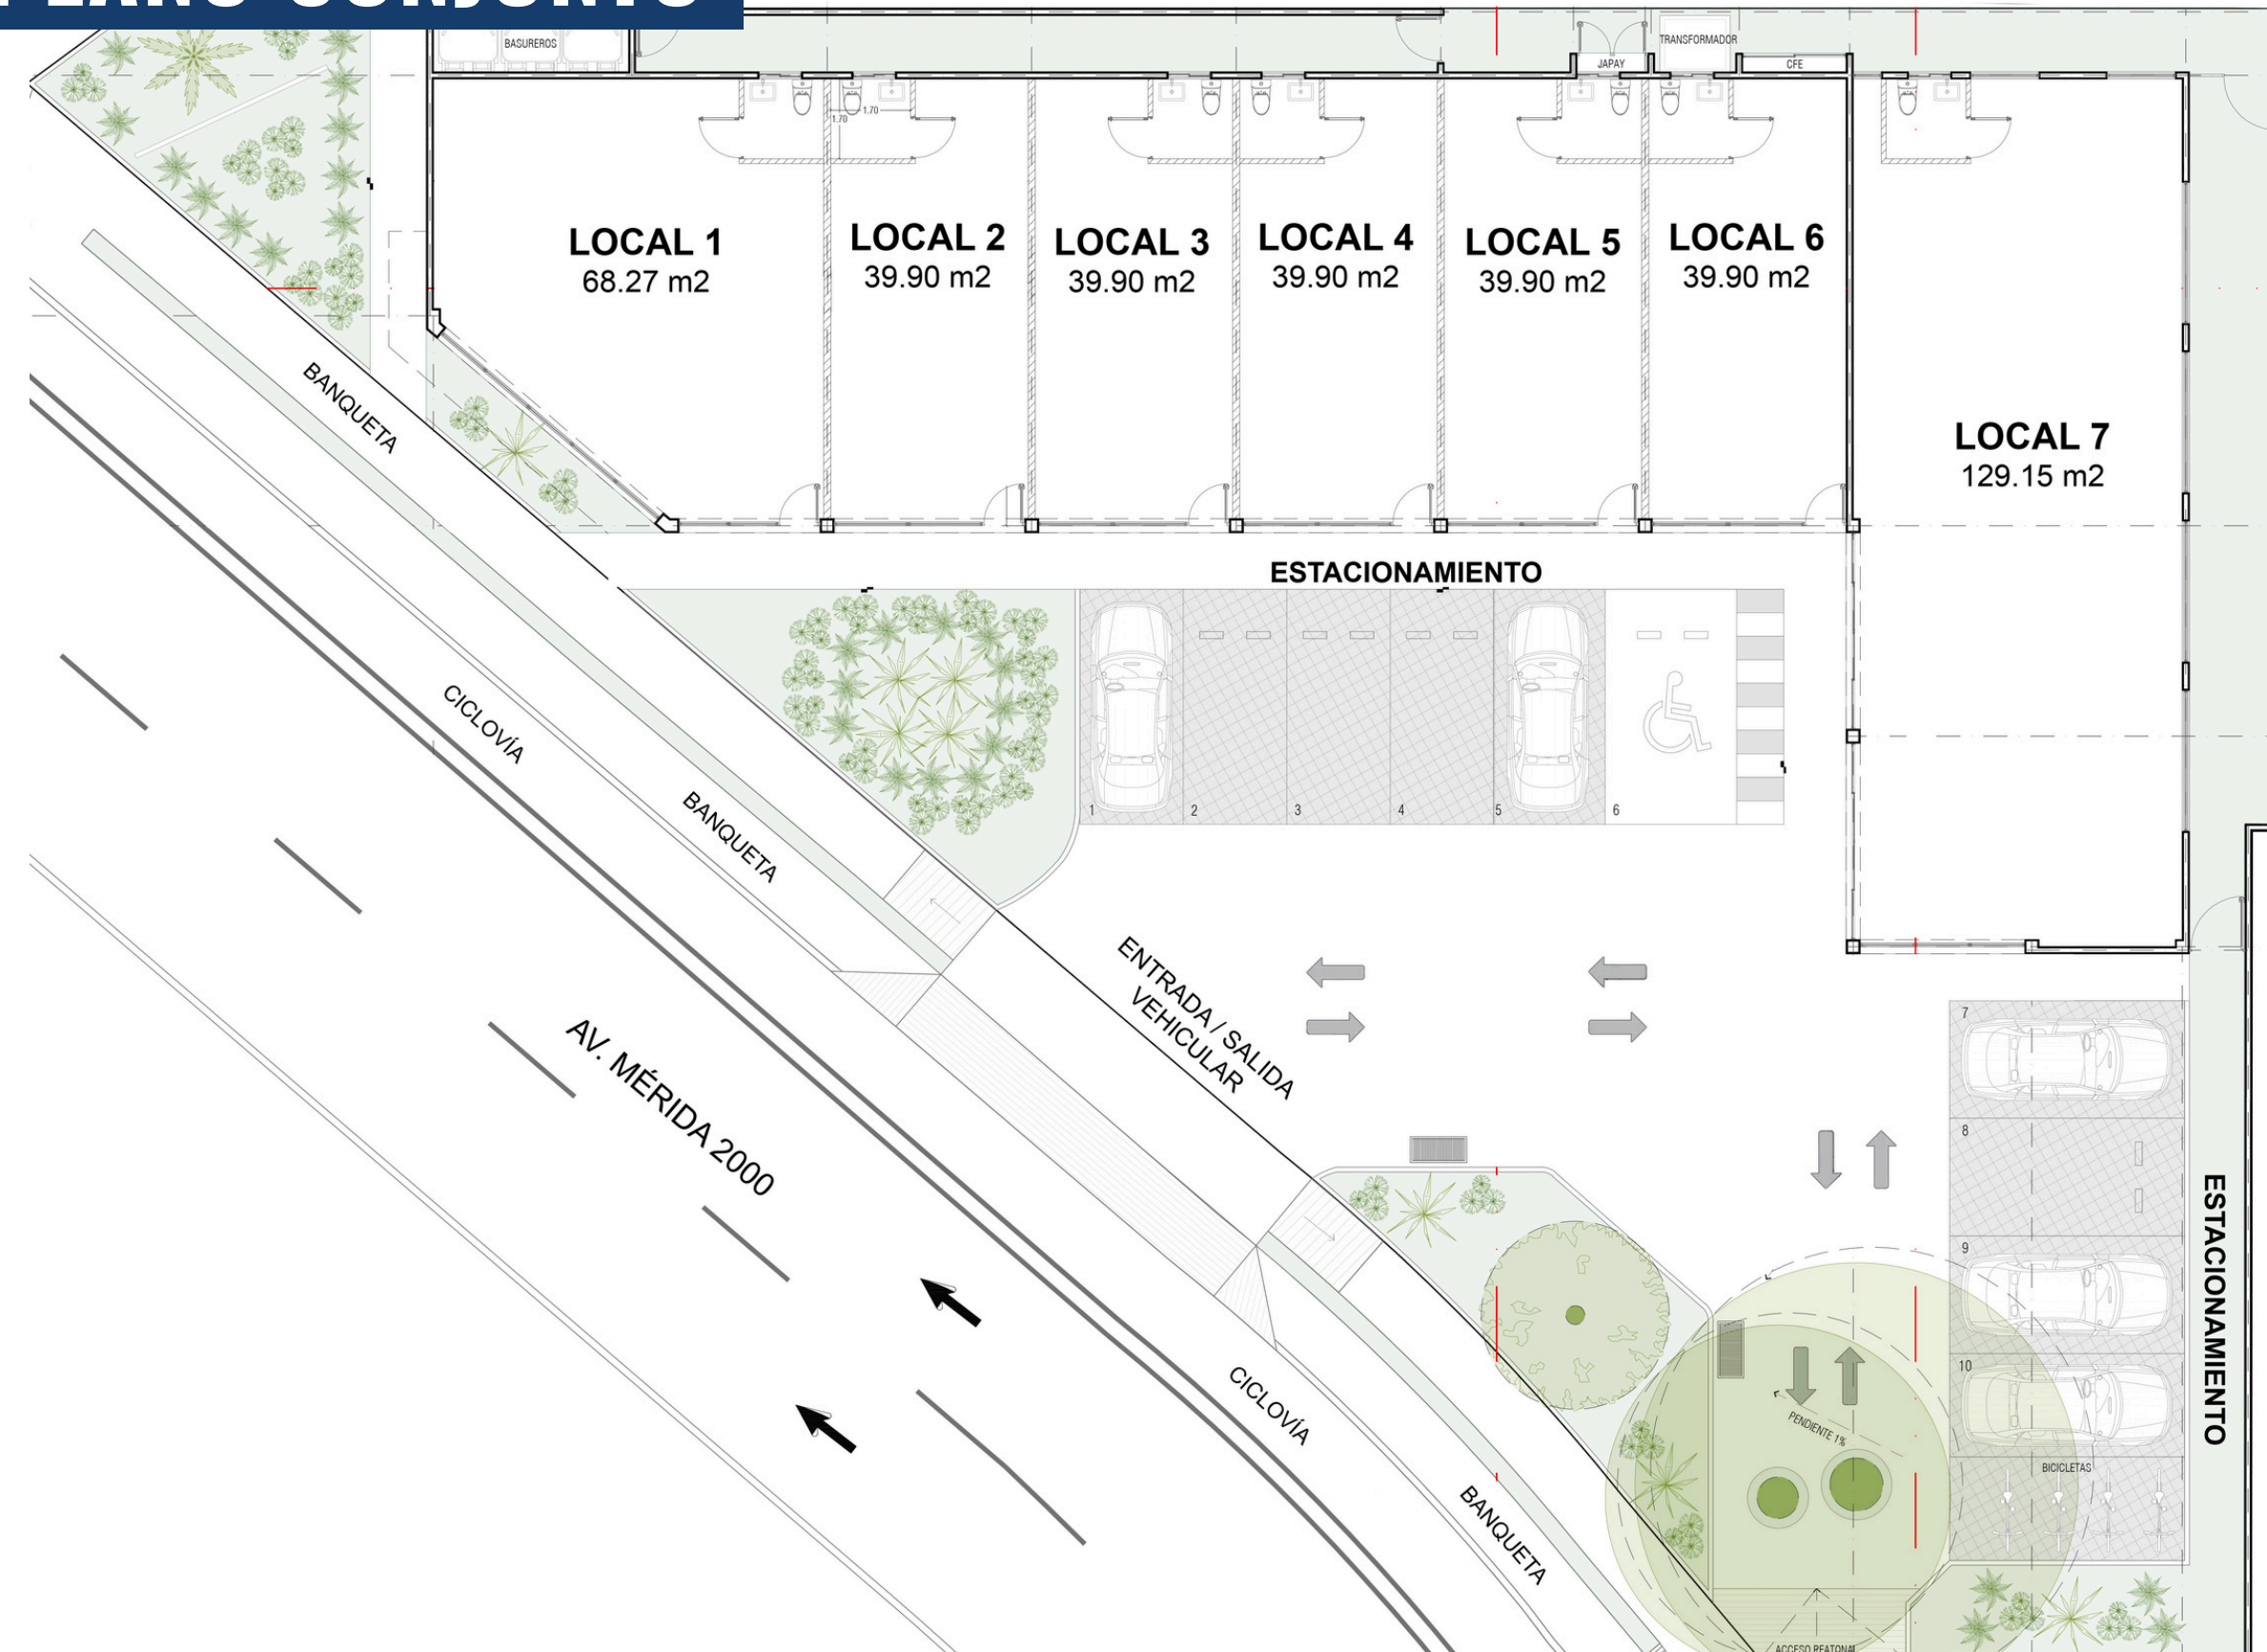 PLANO CONJUNTO
BASUREROS
JAPAY
TRANSFORMADOR
CFE
1.70
1.70
LOCAL 1
68.27 m2
LOCAL 2
39.90 m2
LOCAL 3
39.90 m2
LOCAL 4
39.90 m2
LOCAL 5
39.90 m2
LOCAL 6
39.90 m2
LOCAL 7
129.15 m2
BANQUETA
ESTACIONAMIENTO
CICLOVÍA
BANQUETA
1
2
3
4
5
6
ENTRADA / SALIDA
VEHICULAR
AV. MÉRIDA 2000
7
8
9
10
ESTACIONAMIENTO
CICLOVÍA
PENDIENTE 1%
BICICLETAS
BANQUETA
ACCESO PEATONAL